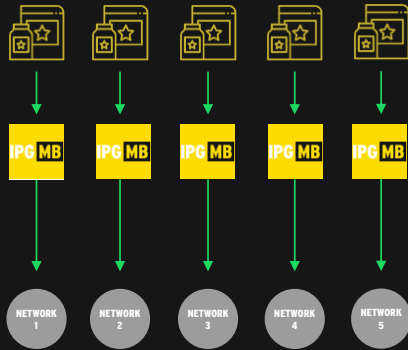 IPG MB
IPG MB
IPG MB
IPG MB
IPG MB
NETWORK
1
NETWORK
2
NETWORK
3
NETWORK
4
NETWORK
5